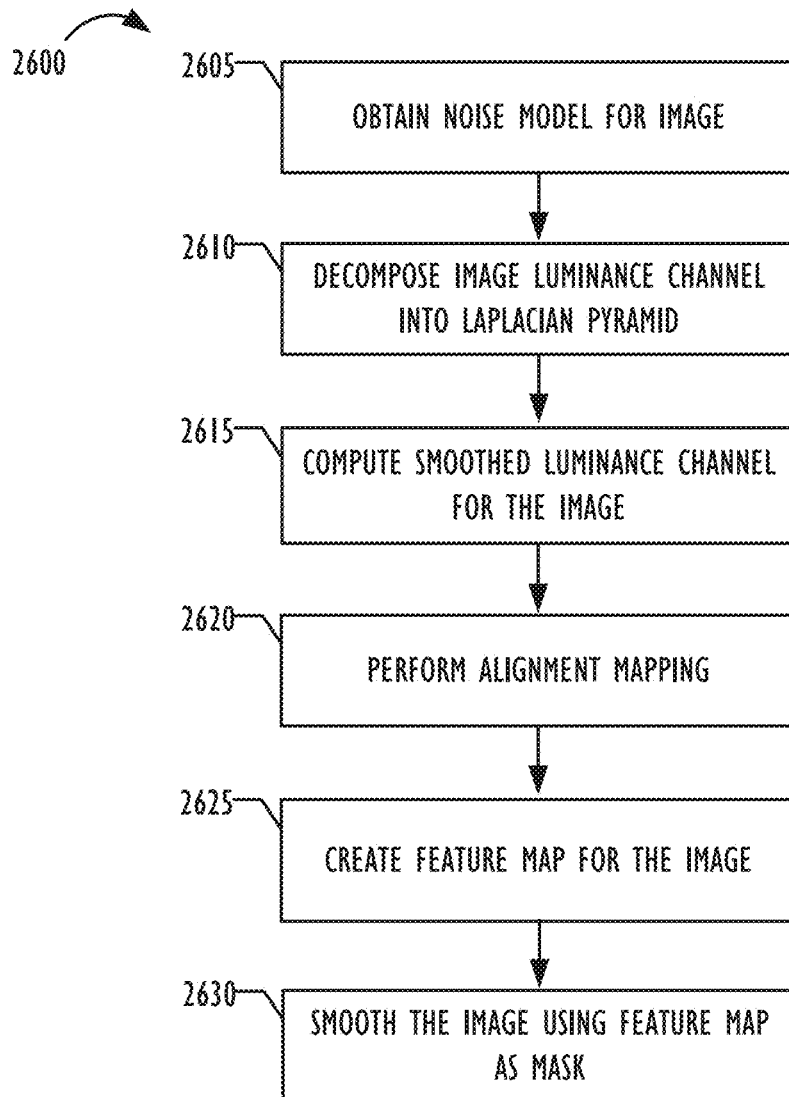 2600
2605
OBTAIN NOISE MODEL FOR IMAGE
2610
DECOMPOSE IMAGE LUMINANCE CHANNEL
INTO LAPLACIAN PYRAMID
2615
COMPUTE SMOOTHED LUMINANCE CHANNEL
FOR THE IMAGE
2620
PERFORM ALIGNMENT MAPPING
2625
CREATE FEATURE MAP FOR THE IMAGE
2630
SMOOTH THE IMAGE USING FEATURE MAP
AS MASK